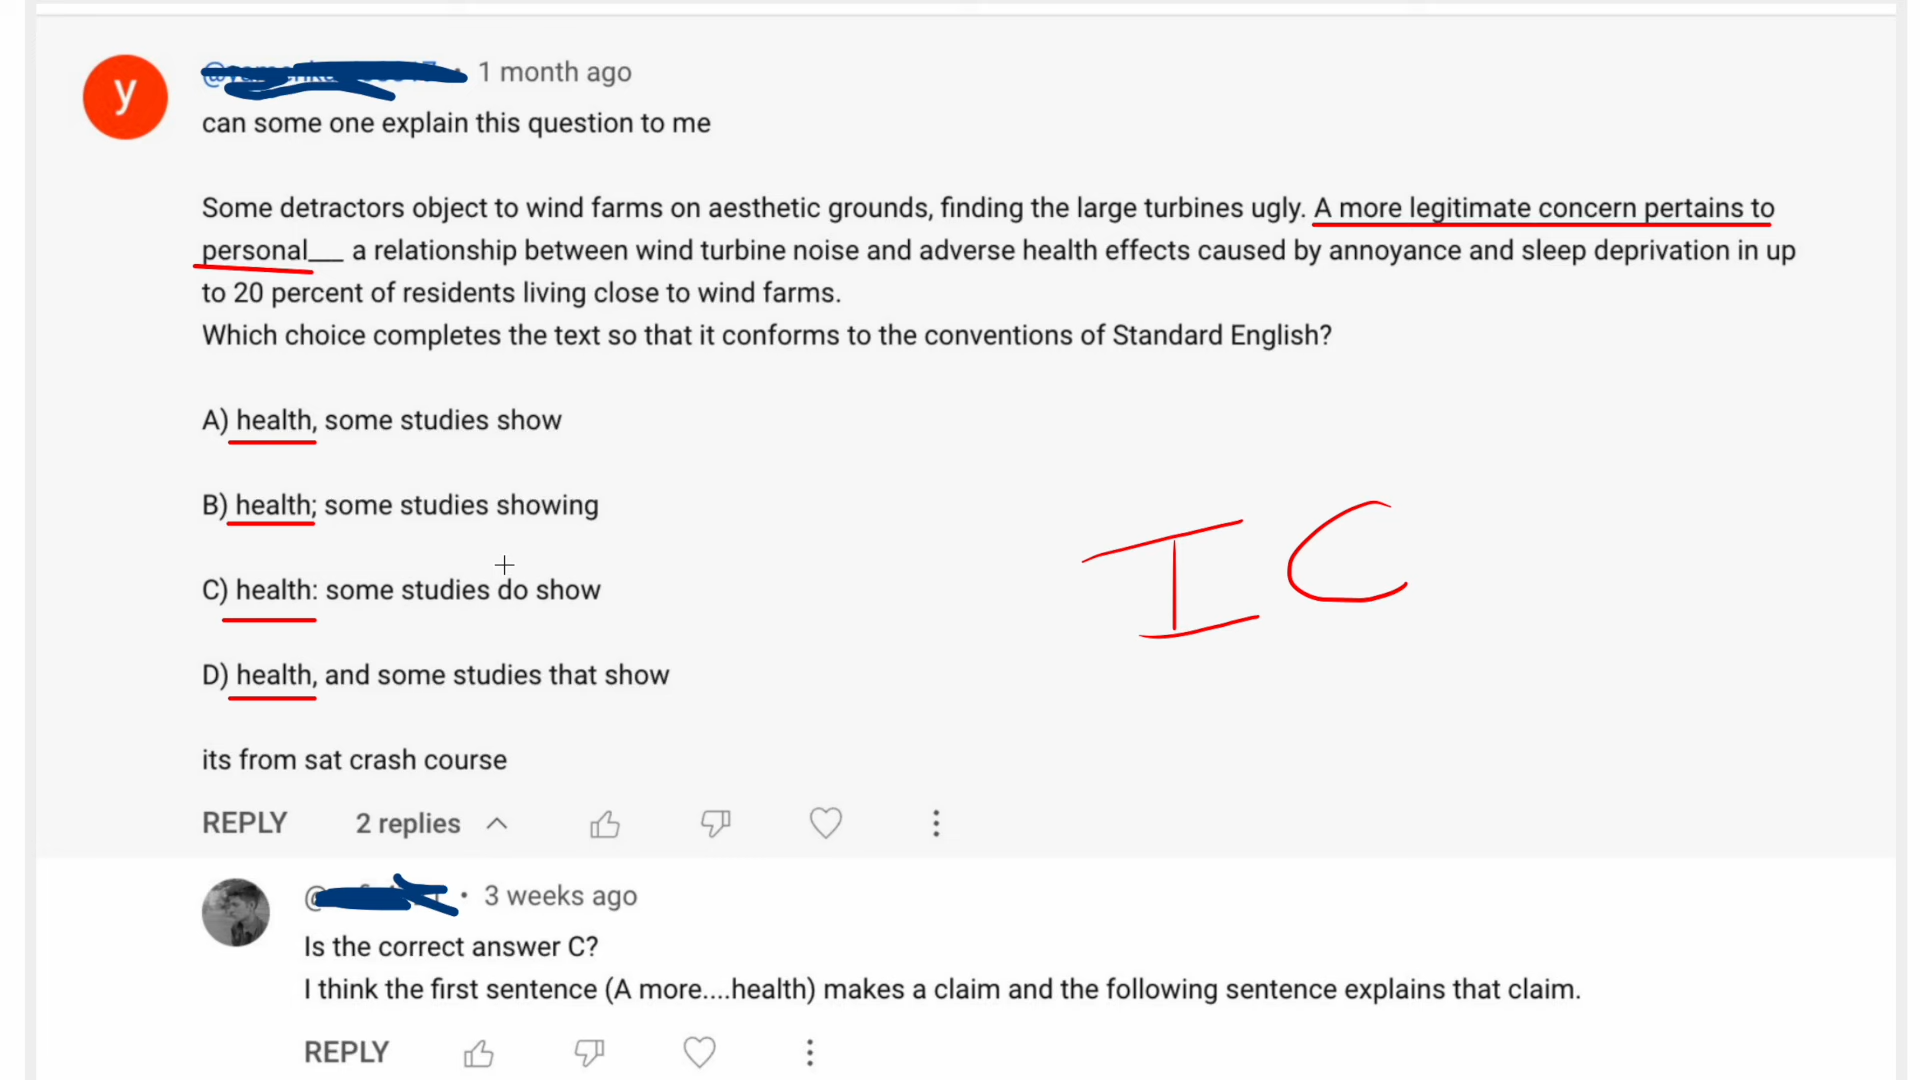 y
1 month ago
can some one explain this question to me
Some detractors object to wind farms on aesthetic grounds, finding the large turbines ugly. A more legitimate concern pertains to
personal___ a relationship between wind turbine noise and adverse health effects caused by annoyance and sleep deprivation in up
to 20 percent of residents living close to wind farms.
Which choice completes the text so that it conforms to the conventions of Standard English?
A) health, some studies show
B) health; some studies showing
IC
C) health: some studies do show
D) health, and some studies that show
its from sat crash course
REPLY 2 replies
• 3 weeks ago
Is the correct answer C?
I think the first sentence (A more....health) makes a claim and the following sentence explains that claim.
REPLY